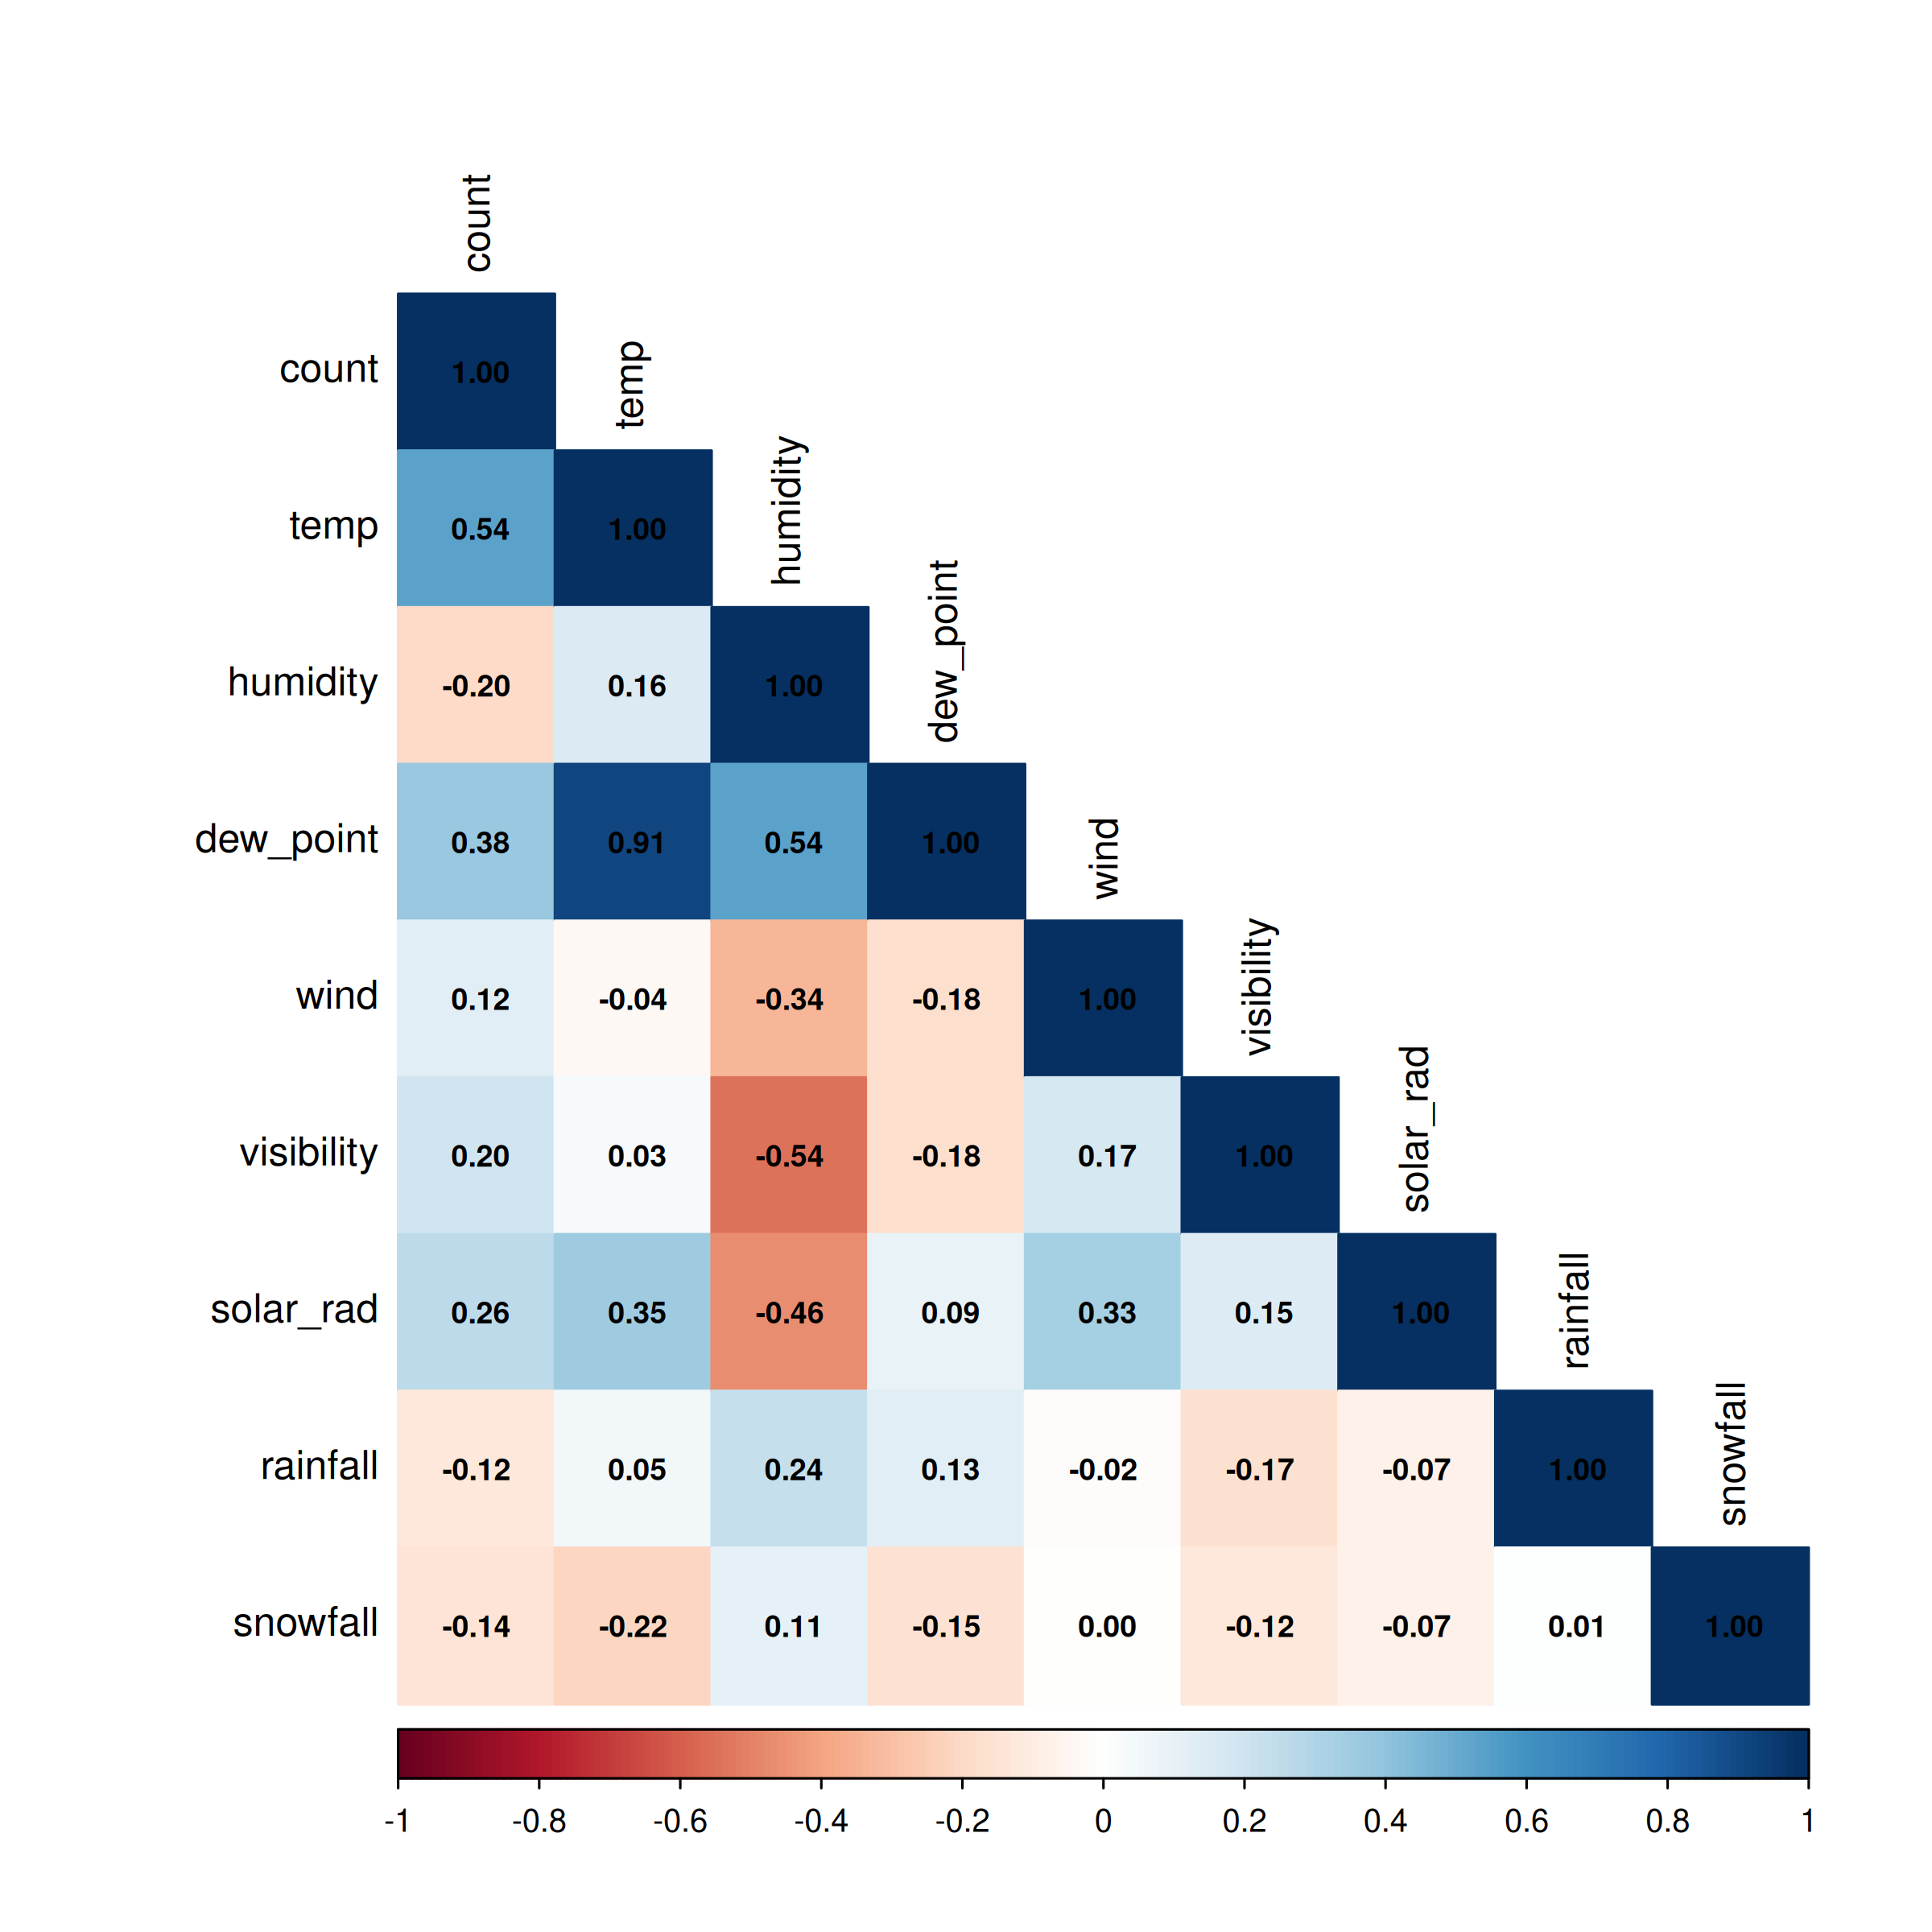 count
count 1.00 temp
temp 0.54 1.00 humidity
humidity -0.20 0.16 1.00 dew_point
dew_point 0.38 0.91 0.54 1.00 wind
wind 0.12 -0.04 -0.34 -0.18 1.00 visibility
visibility 0.20 0.03 -0.54 -0.18 0.17 1.00 solar_rad
solar_rad 0.26 0.35 -0.46 0.09 0.33 0.15 1.00 rainfall
rainfall -0.12 0.05 0.24 0.13 -0.02 -0.17 -0.07 1.00 snowfall
snowfall -0.14 -0.22 0.11 -0.15 0.00 -0.12 -0.07 0.01 1.00
-1 -0.8 -0.6 -0.4 -0.2 0 0.2 0.4 0.6 0.8 1